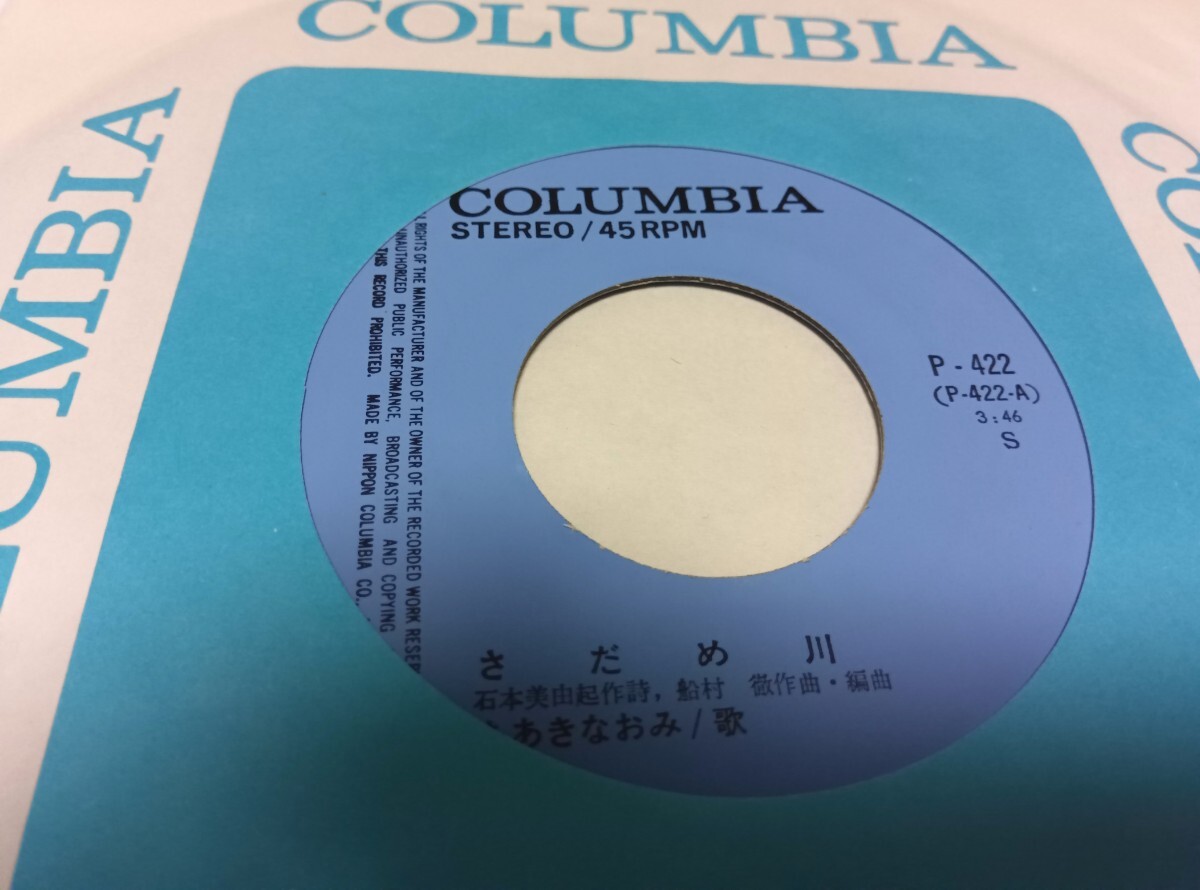 COLUMBIA
COLUMBIA
STEREO / 45 RPM
RIGHTS OF THE MANUFACTURER AND OF THE OWNER OF THE RECORDED WORK RESER
UNAUTHORIZED PUBLIC PERFORMANCE, BROADCASTING AND COPYING
THIS RECORD PROHIBITED. MADE BY NIPPON COLUMBIA CO.,
P-422
(P-422-A)
3:46
S
さだめ川
石本美由起作詩, 船村 徹作曲・編曲
あきなおみ/歌
UMBIA
CO